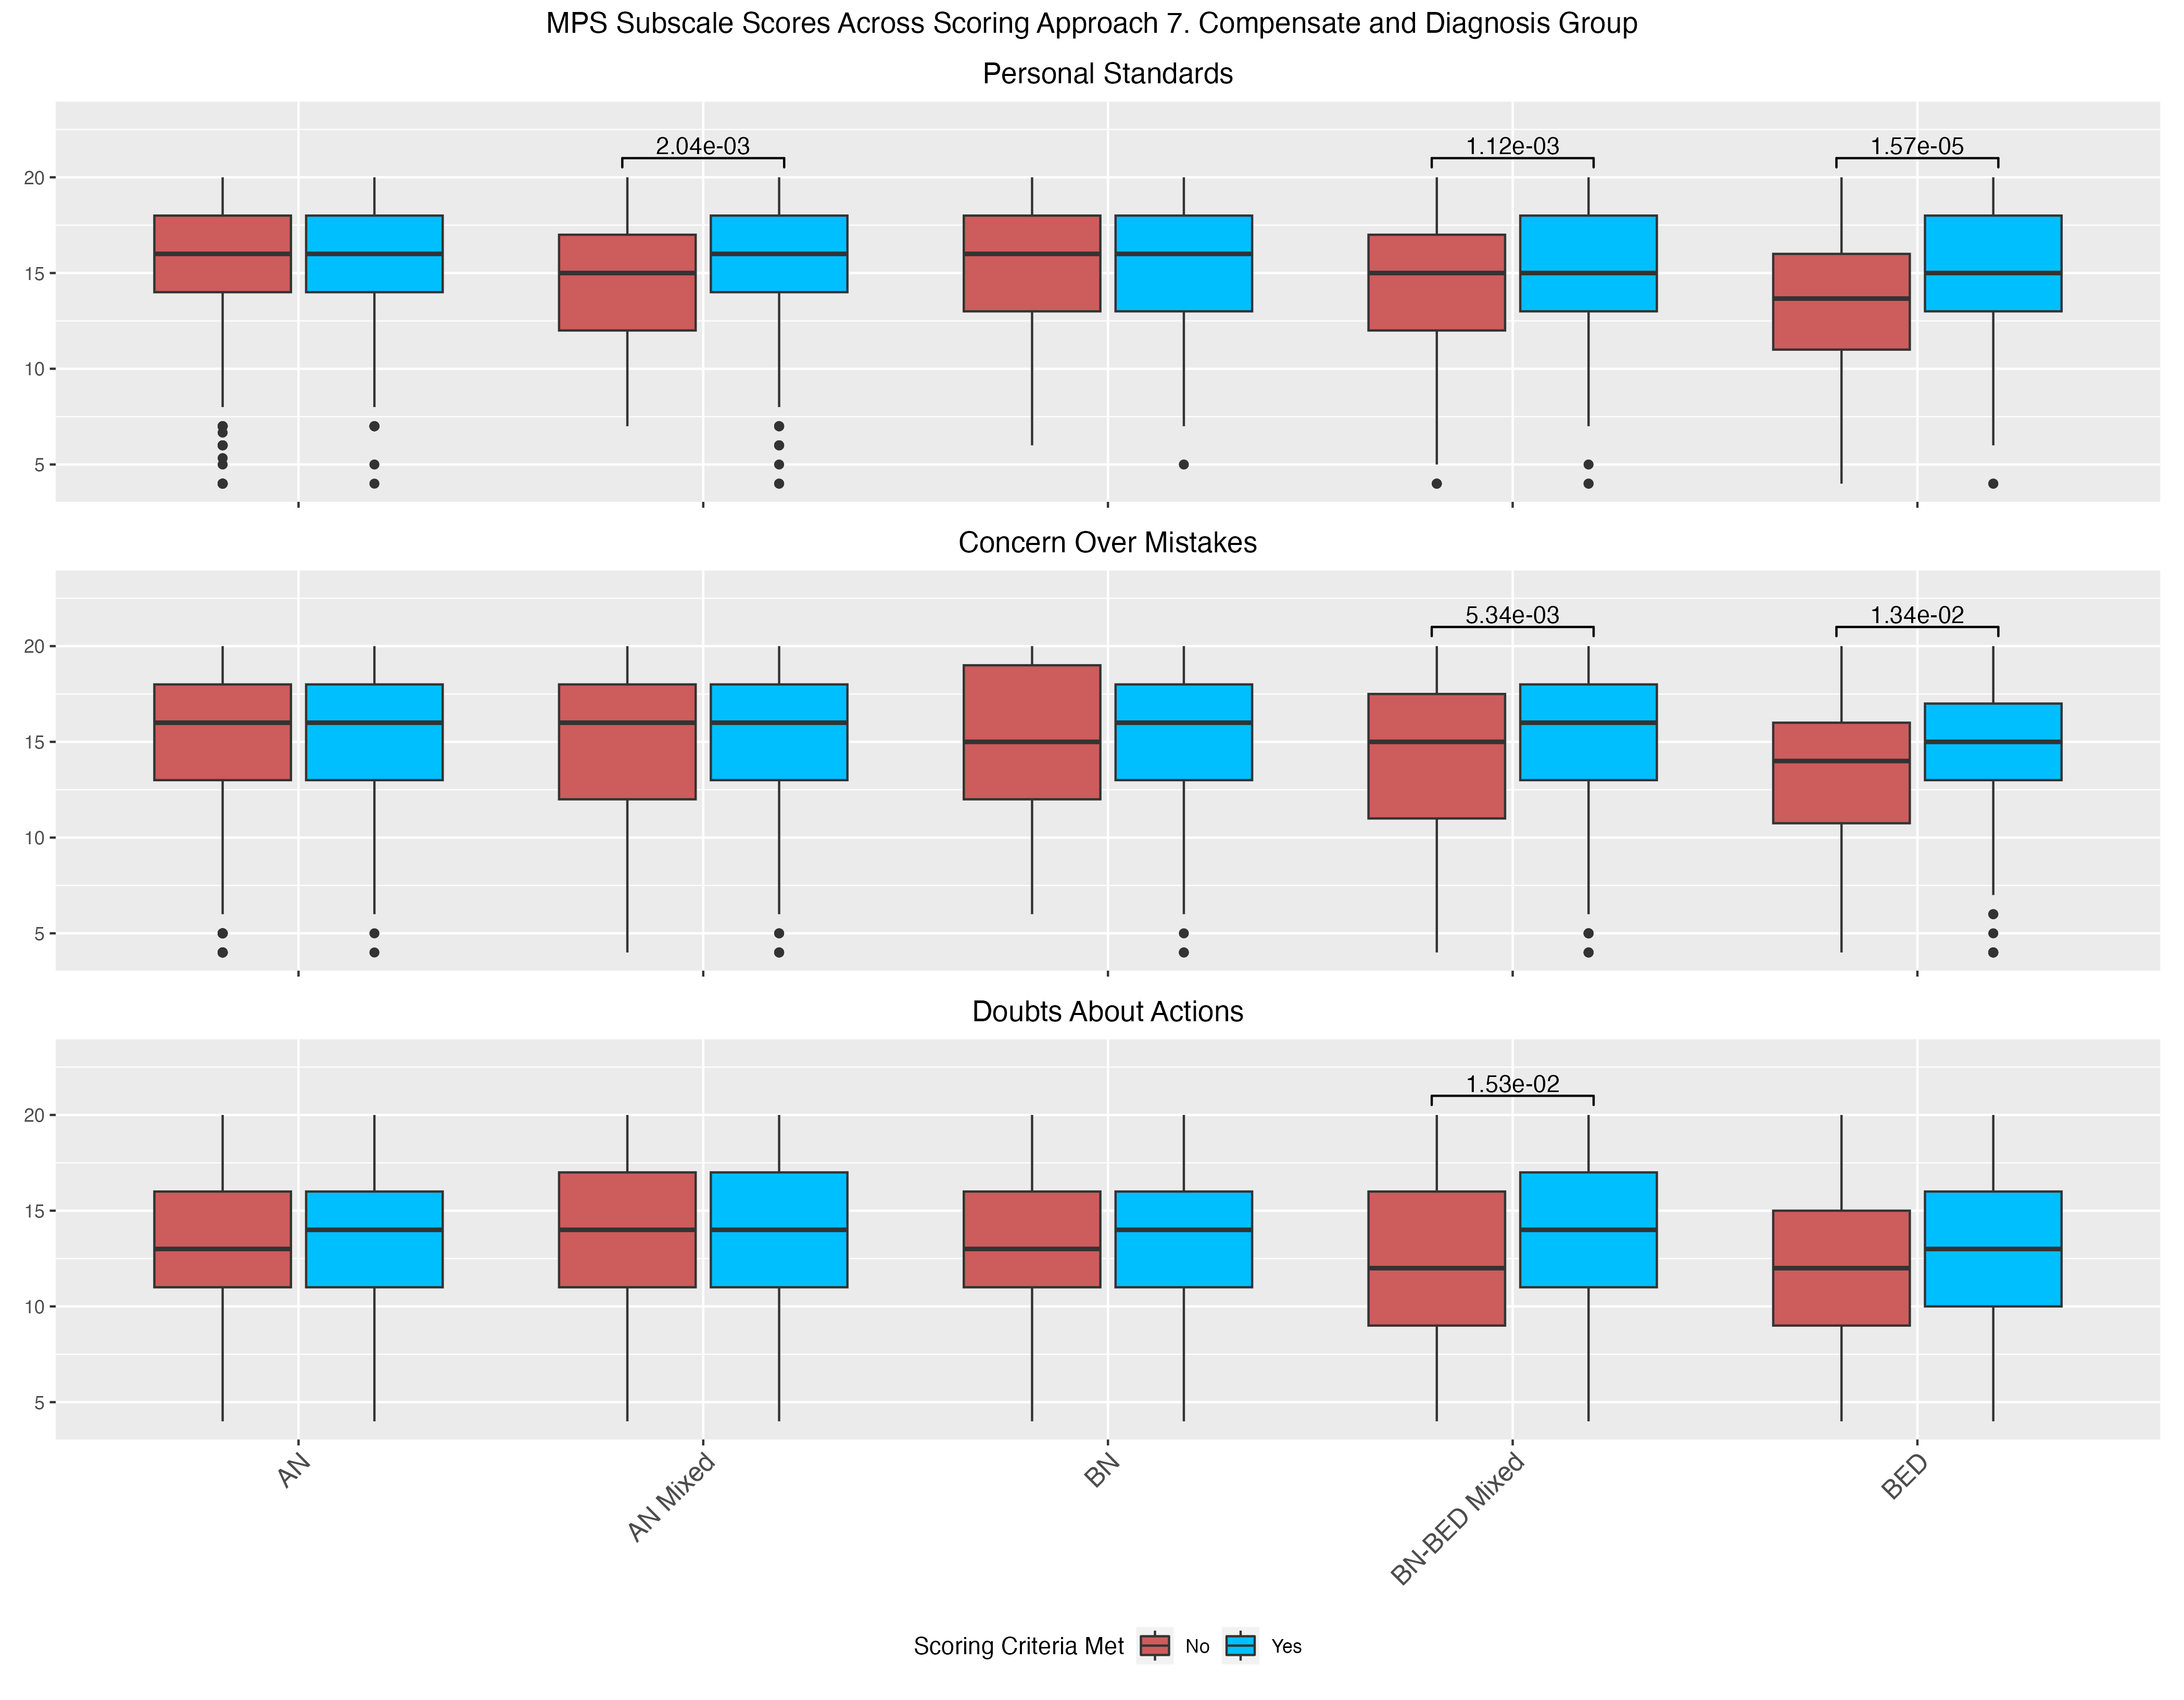 MPS Subscale Scores Across Scoring Approach 7. Compensate and Diagnosis Group
Personal Standards
2.04e-03 1.12e-03 1.57e-05
20
15
10
5
Concern Over Mistakes
5.34e-03 1.34e-02
20
15
10
5
Doubts About Actions
1.53e-02
20
15
10
5
AN AN Mixed BN BN-BED Mixed BED
Scoring Criteria Met No Yes